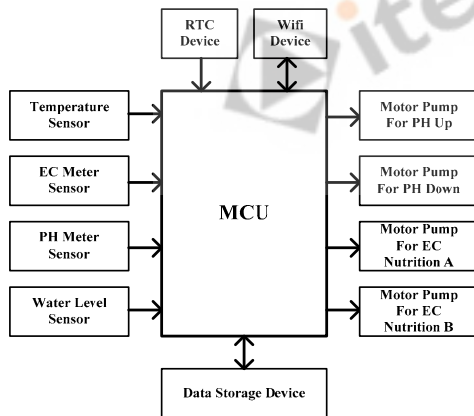 RTC
Device
Wifi
Device
Temperature
Sensor
EC Meter
Sensor
PH Meter
Sensor
Water Level
Sensor
MCU
Motor Pump
For PH Up
Motor Pump
For PH Down
Motor Pump
For EC
Nutrition A
Motor Pump
For EC
Nutrition B
Data Storage Device